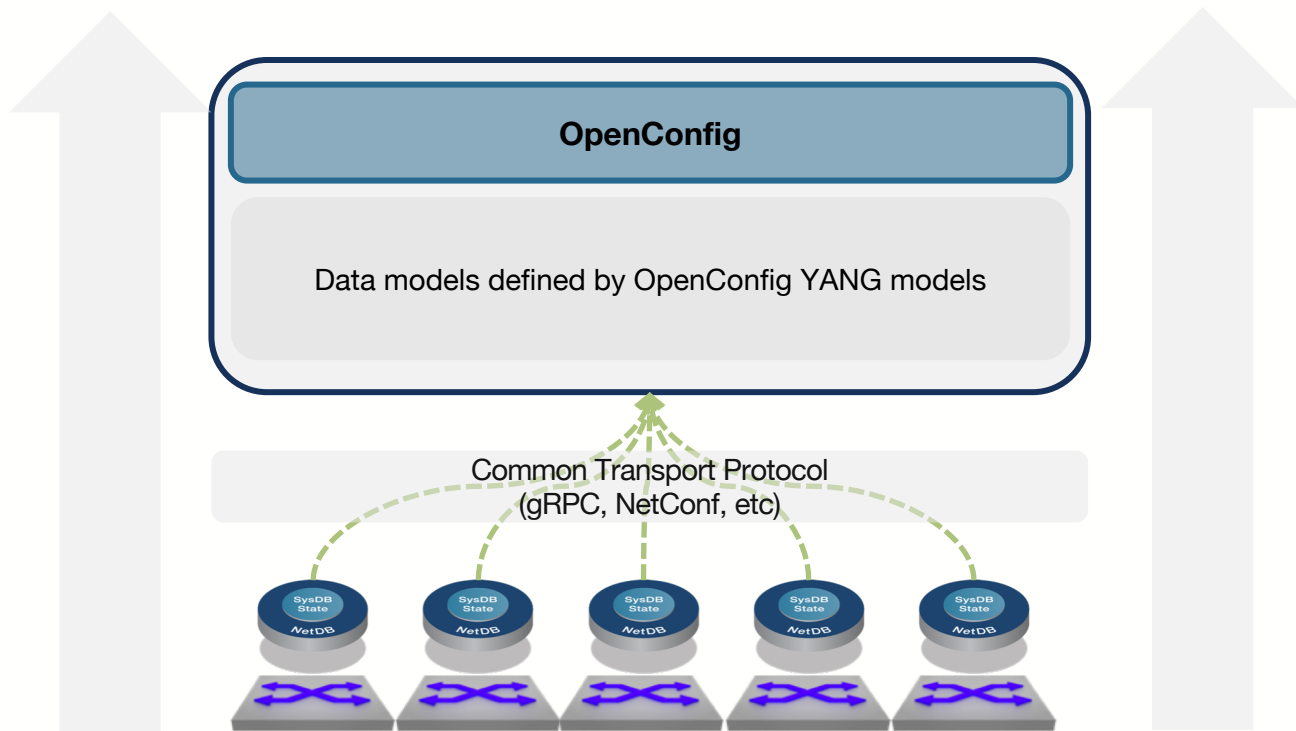 OpenConfig
Data models defined by OpenConfig YANG models
Common Transport Protocol
(gRPC, NetConf, etc)
SysDB
State
NetDB
SysDB
State
NetDB
SysDB
State
NetDB
SysDB
State
NetDB
SysDB
State
NetDB